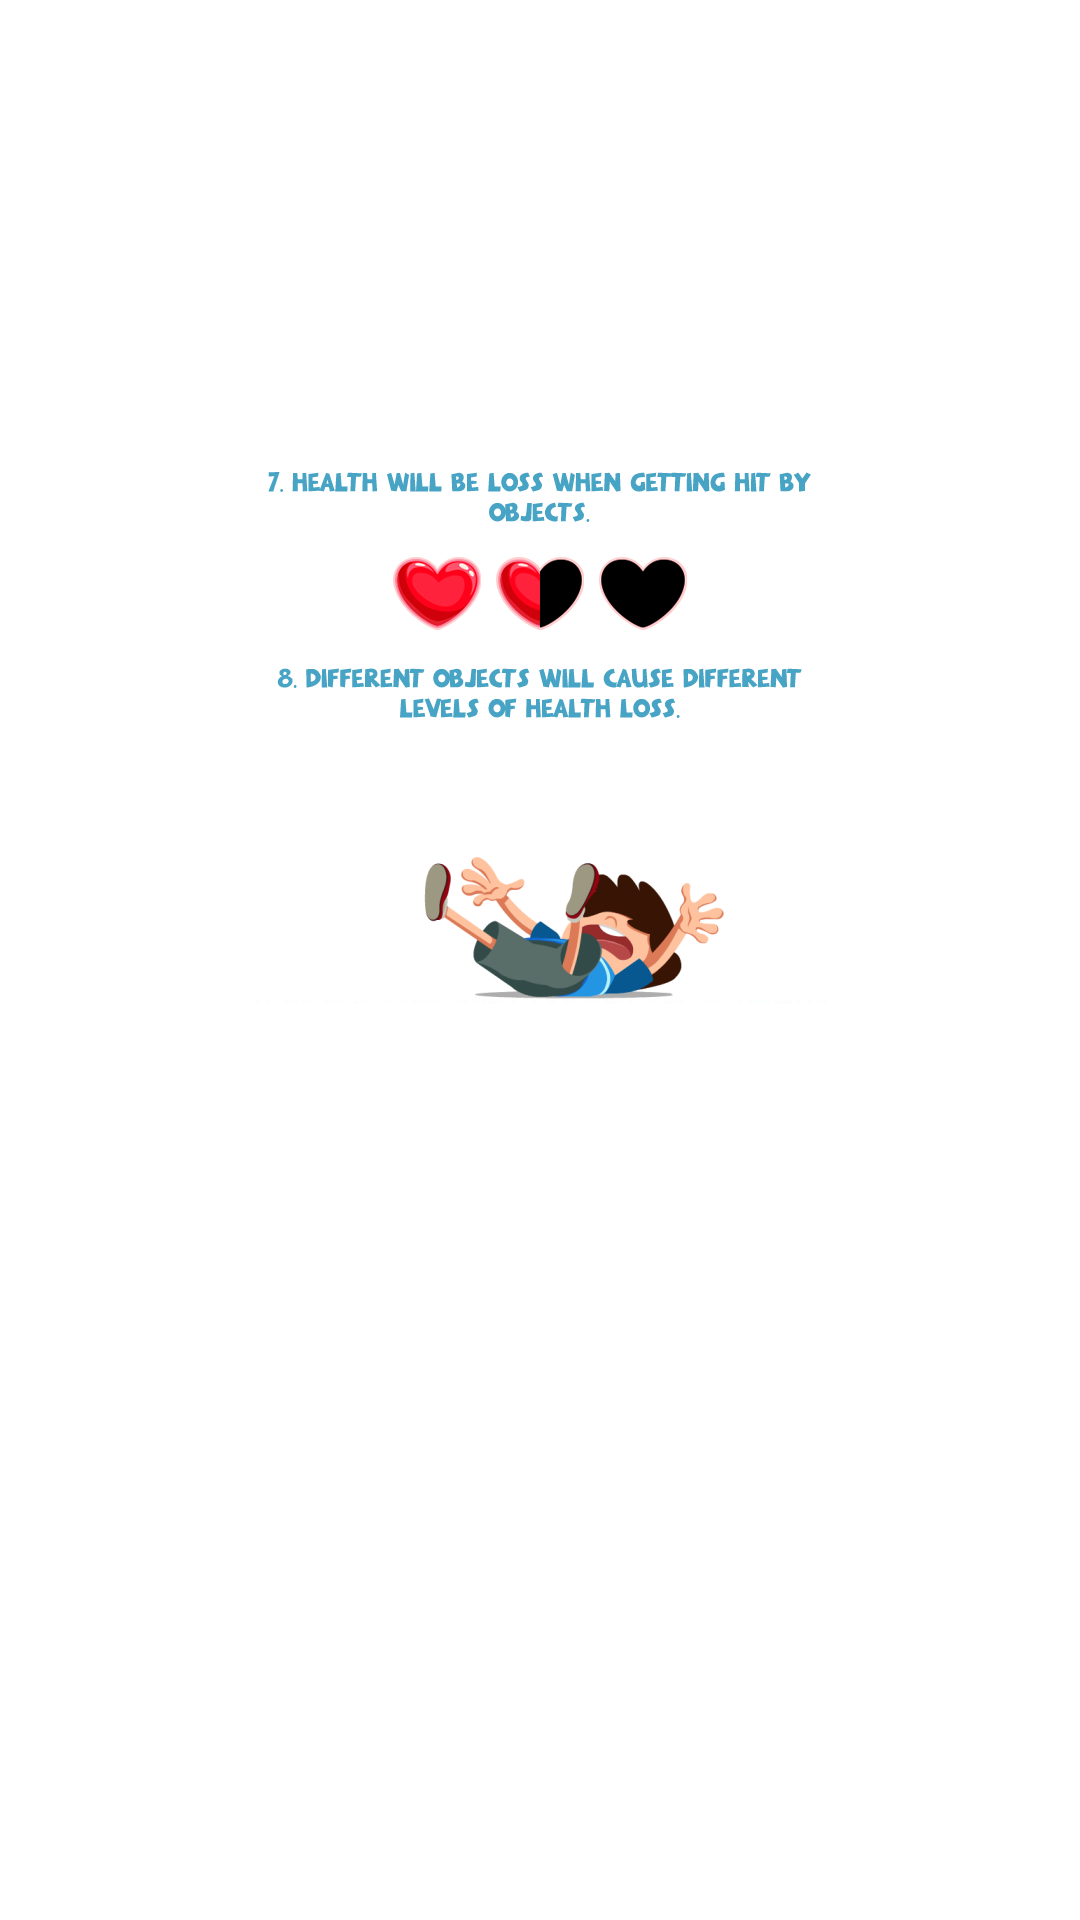 7. HEALTH WILL BE LOSS WHEN GETTING HIT BY
OBJECTS.
8. DIFFERENT OBJECTS WILL CAUSE DIFFERENT
LEVELS OF HEALTH LOSS.